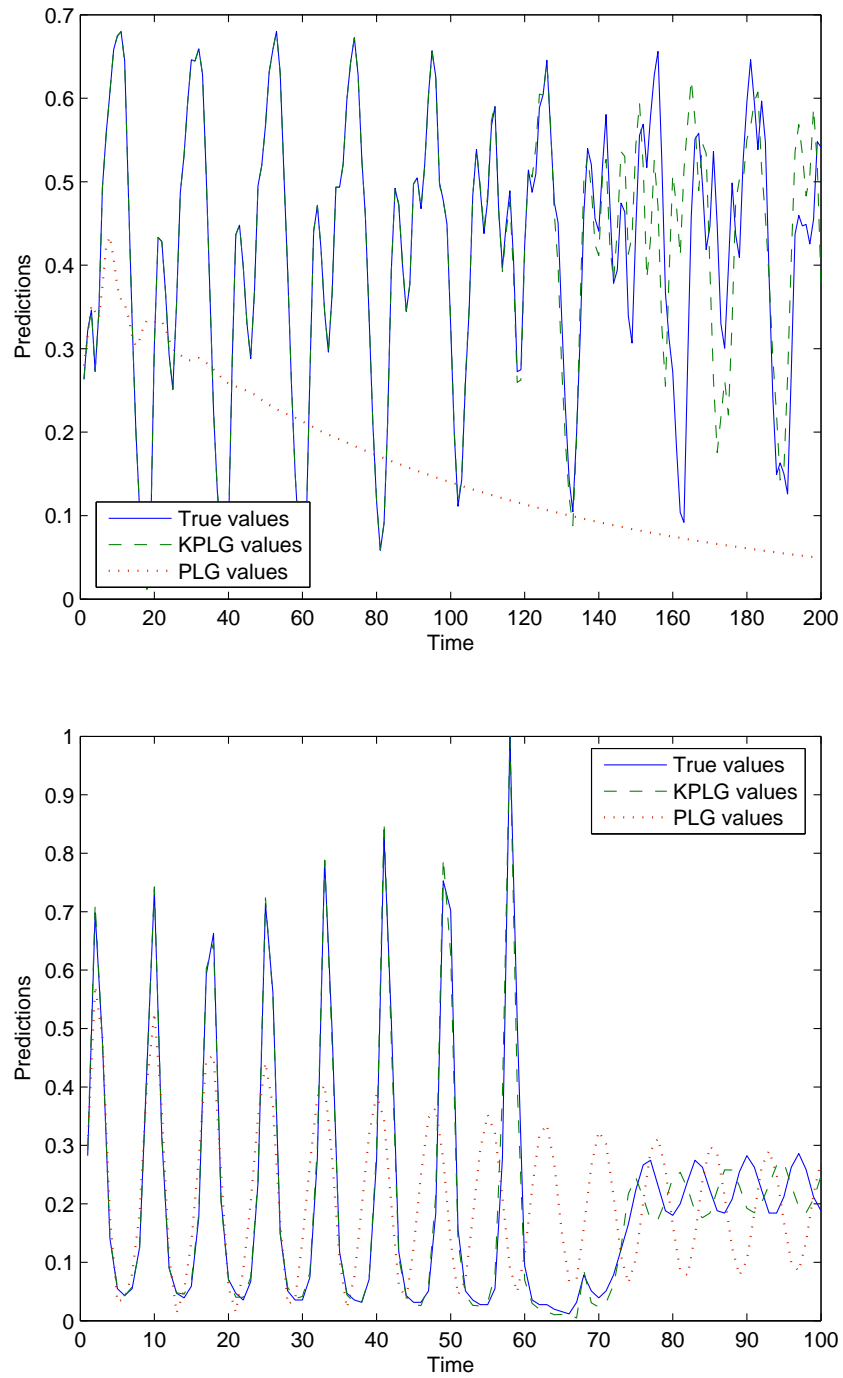 0.7
0.6
0.5
0.4
0.3
0.2
0.1
0
Predictions
True values
KPLG values
PLG values
0 20 40 60 80 100 120 140 160 180 200
Time
1
0.9
0.8
0.7
0.6
0.5
0.4
0.3
0.2
0.1
0
Predictions
True values
KPLG values
PLG values
0 10 20 30 40 50 60 70 80 90 100
Time